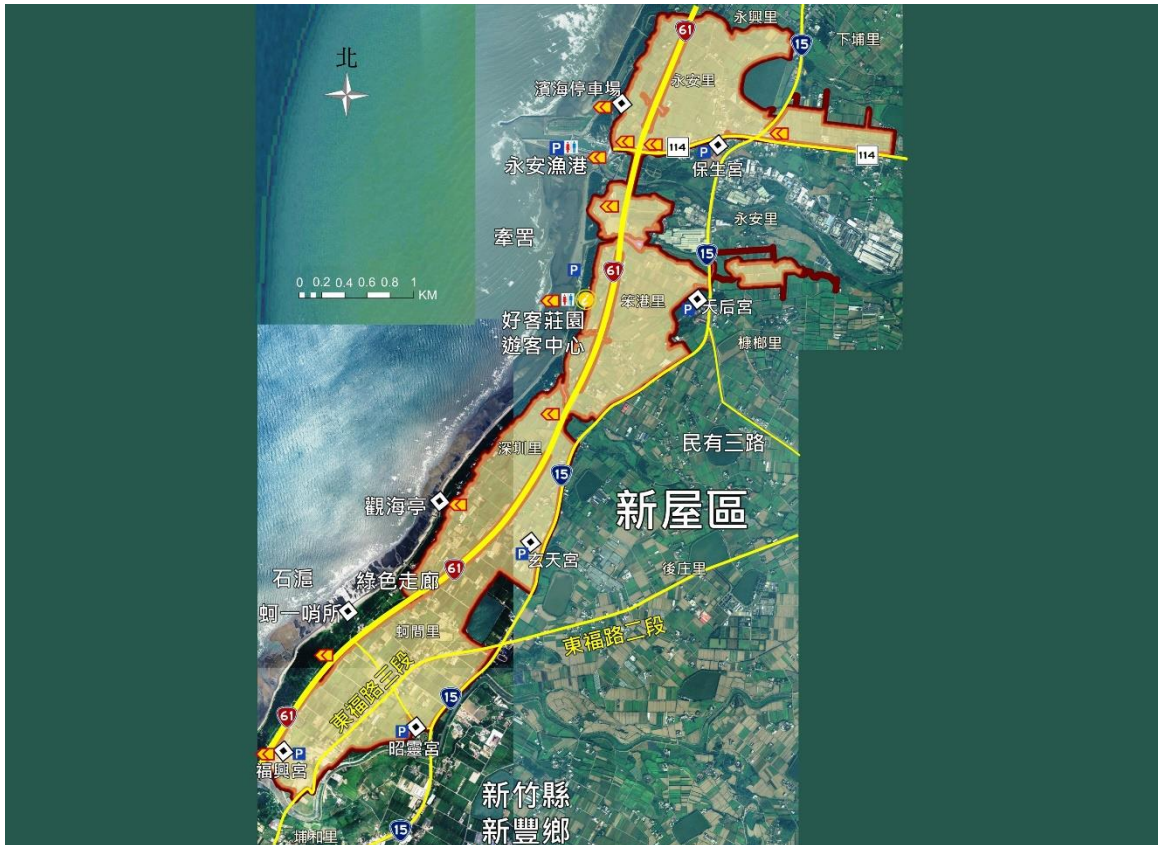 永興里
61
15
下埔里
北
永安里
濱海停車場
114
114
P
永安漁港
P
保生宮
永安里
牽罟
15
61
P
0 0.2 0.4 0.6 0.8 1
KM
笨港里
P
天后宮
好客莊園
遊客中心
槺榔里
深圳里
民有三路
15
觀海亭
新屋區
P
玄天宮
61
後庄里
石滬
綠色走廊
蚵一哨所
蚵間里
東福路二段
東福路三段
15
61
P
昭靈宮
P
福興宮
新竹縣
新豐鄉
15
埔和里